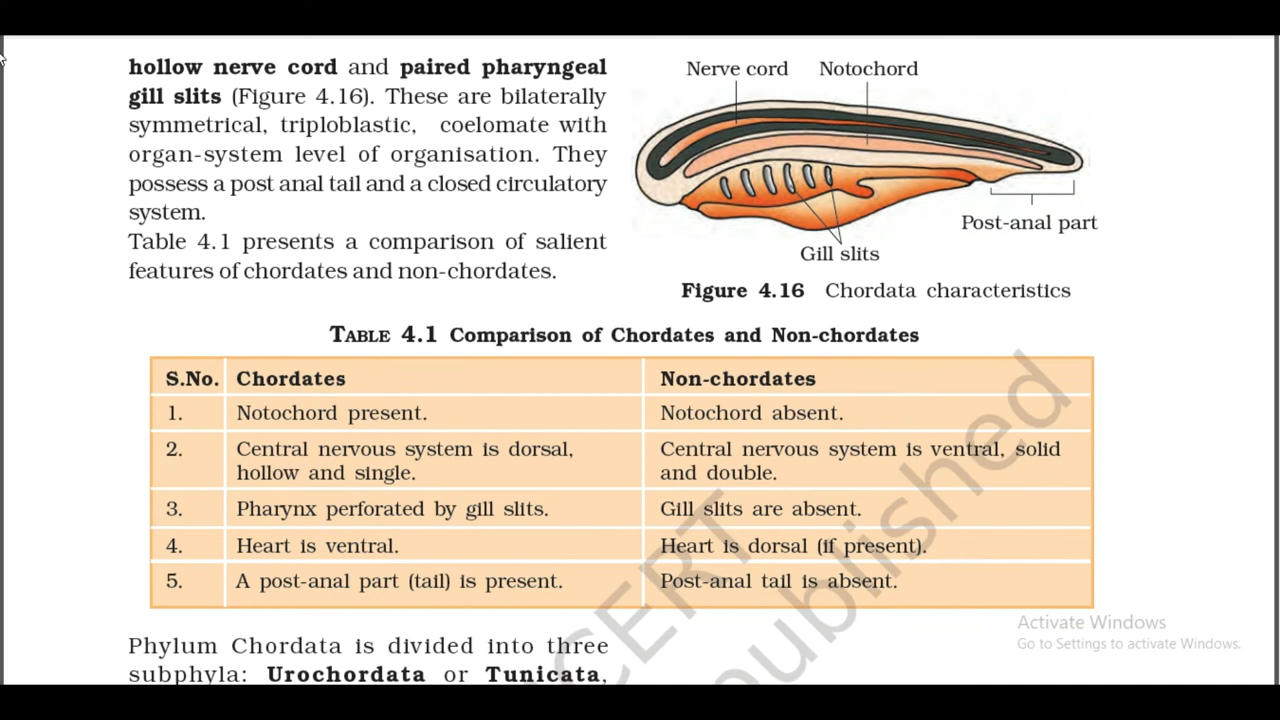 hollow nerve cord and paired pharyngeal
gill slits (Figure 4.16). These are bilaterally
symmetrical, triploblastic, coelomate with
organ-system level of organisation. They
possess a post anal tail and a closed circulatory
system.
Table 4.1 presents a comparison of salient
features of chordates and non-chordates.
Nerve cord Notochord
Post-anal part
Gill slits
Figure 4.16 Chordata characteristics
TABLE 4.1 Comparison of Chordates and Non-chordates
S.No. Chordates Non-chordates
1. Notochord present. Notochord absent.
2. Central nervous system is dorsal, Central nervous system is ventral, solid
hollow and single. and double.
3. Pharynx perforated by gill slits. Gill slits are absent.
4. Heart is ventral. Heart is dorsal (if present).
5. A post-anal part (tail) is present. Post-anal tail is absent.
Phylum Chordata is divided into three
subphyla: Urochordata or Tunicata,
Activate Windows
Go to Settings to activate Windows.